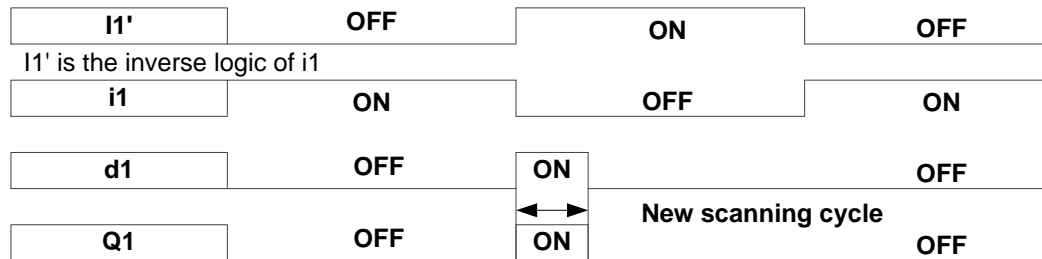 I1' OFF ON OFF
I1' is the inverse logic of i1
i1 ON OFF ON
d1 OFF ON OFF
New scanning cycle
Q1 OFF ON OFF